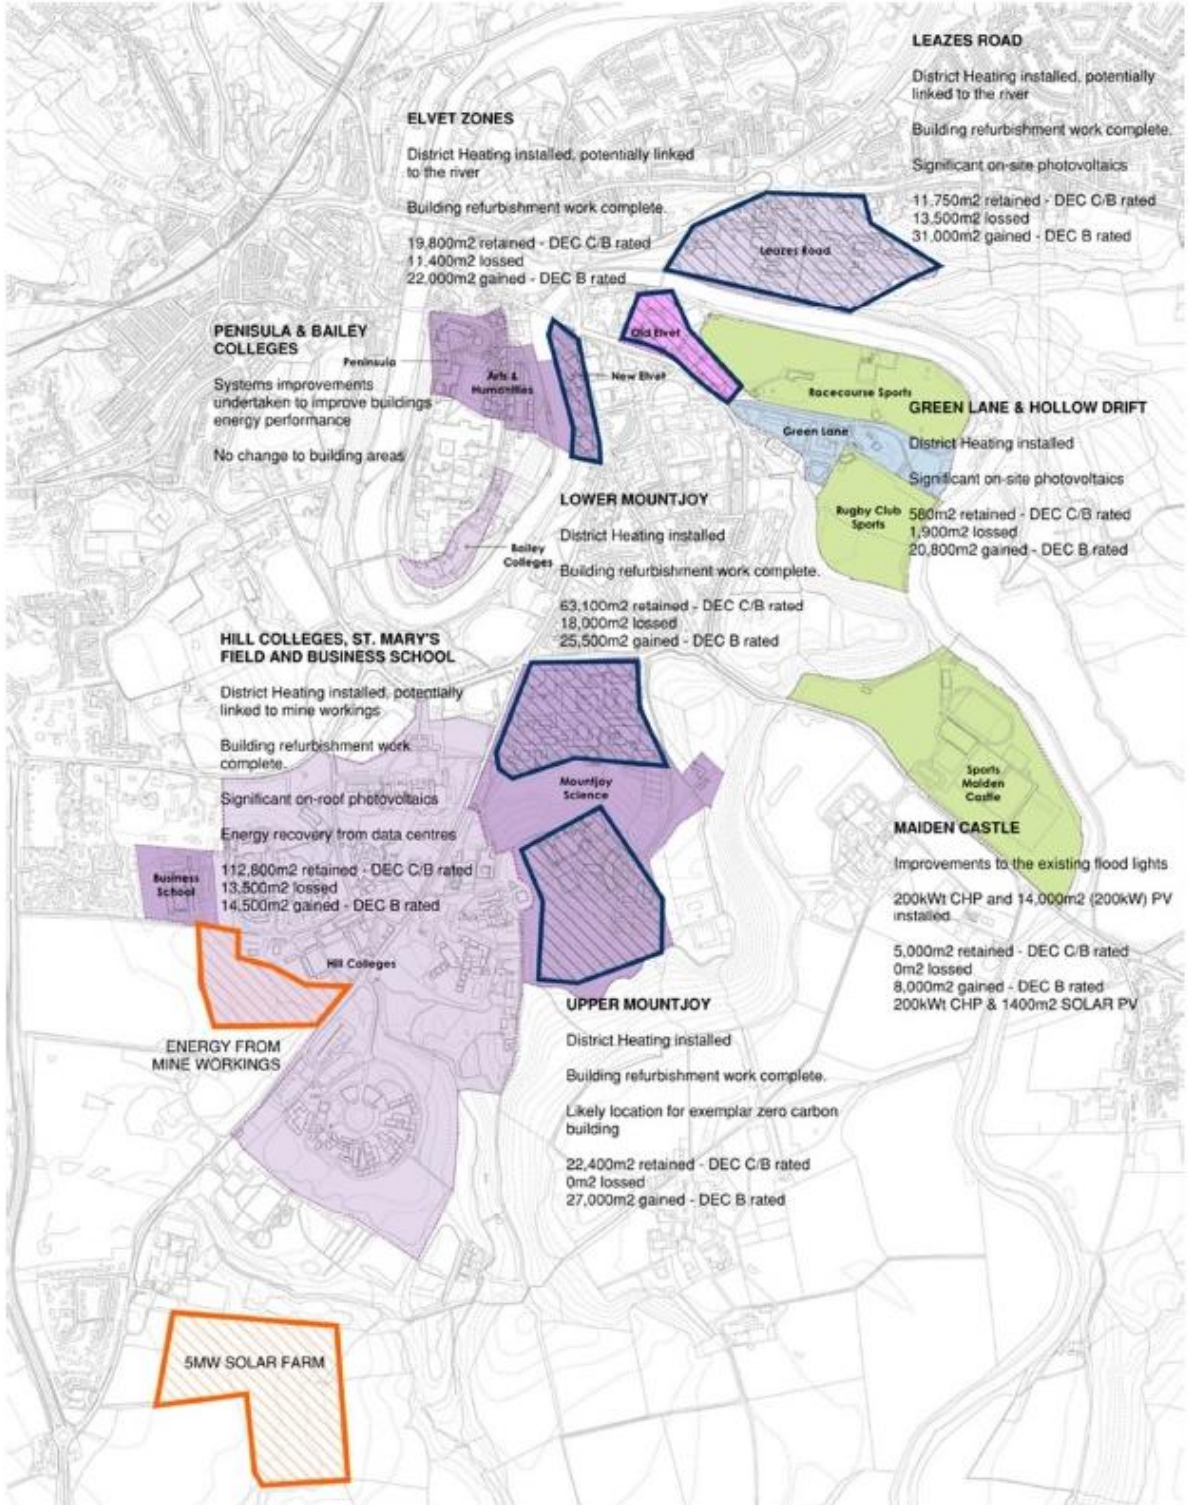 LEAZES ROAD
District Heating installed, potentially
linked to the river
Building refurbishment work complete.
Significant on-site photovoltaics
11,750m2 retained - DEC C/B rated
13,500m2 lossed
31,000m2 gained - DEC B rated
ELVET ZONES
District Heating installed, potentially linked
to the river
Building refurbishment work complete.
19,800m2 retained - DEC C/B rated
11,400m2 lossed
22,000m2 gained - DEC B rated
Leazes Road
PENISULA & BAILEY
COLLEGES
Systems improvements
undertaken to improve buildings
energy performance
No change to building areas
Peninsula
Arts &
Humanities
New Elvet
Old Elvet
Racecourse Sports
Green Lane
Rugby Club
Sports
GREEN LANE & HOLLOW DRIFT
District Heating installed
Significant on-site photovoltaics
580m2 retained - DEC C/B rated
1,900m2 lossed
20,800m2 gained - DEC B rated
Bailey
Colleges
LOWER MOUNTJOY
District Heating installed
Building refurbishment work complete.
63,100m2 retained - DEC C/B rated
18,000m2 lossed
25,500m2 gained - DEC B rated
HILL COLLEGES, ST. MARY'S
FIELD AND BUSINESS SCHOOL
District Heating installed, potentially
linked to mine workings
Building refurbishment work
complete.
Significant on-roof photovoltaics
Energy recovery from data centres
112,800m2 retained - DEC C/B rated
13,500m2 lossed
14,500m2 gained - DEC B rated
Mountjoy
Science
Business
School
Hill Colleges
Sports
Maiden
Castle
MAIDEN CASTLE
Improvements to the existing flood lights
200kWt CHP and 14,000m2 (200kW) PV
installed
5,000m2 retained - DEC C/B rated
0m2 lossed
8,000m2 gained - DEC B rated
200kWt CHP & 1400m2 SOLAR PV
ENERGY FROM
MINE WORKINGS
UPPER MOUNTJOY
District Heating installed
Building refurbishment work complete.
Likely location for exemplar zero carbon
building
22,400m2 retained - DEC C/B rated
0m2 lossed
27,000m2 gained - DEC B rated
5MW SOLAR FARM